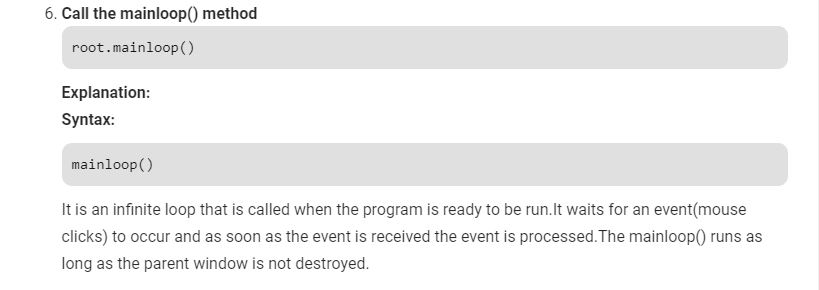 6. Call the mainloop() method
root.mainloop()
Explanation:
Syntax:
mainloop()
It is an infinite loop that is called when the program is ready to be run.It waits for an event(mouse
clicks) to occur and as soon as the event is received the event is processed.The mainloop() runs as
long as the parent window is not destroyed.